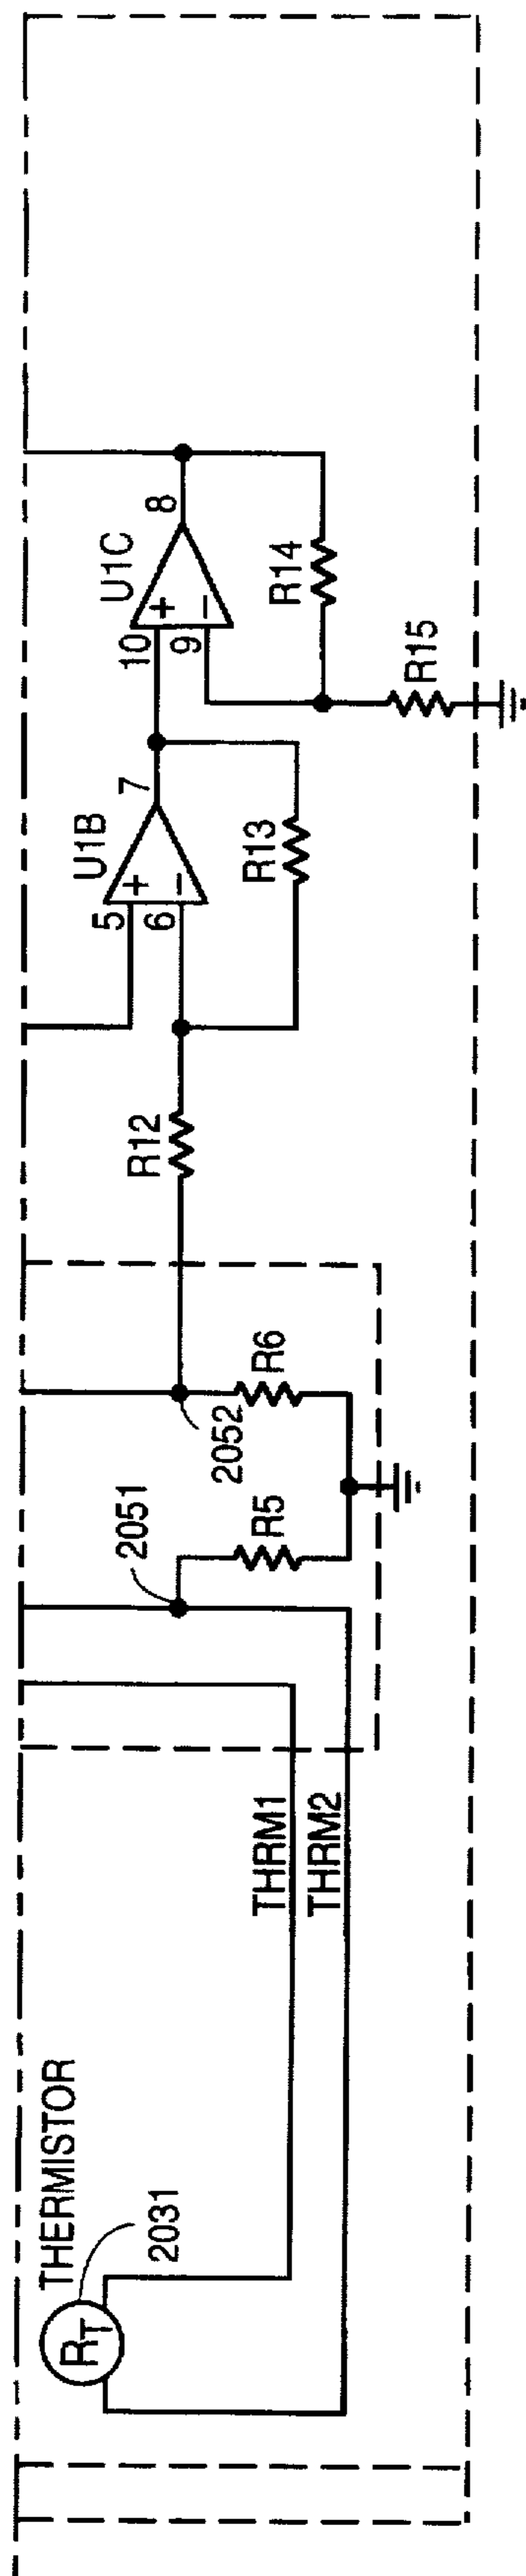 THERMISTOR
R_T
2031
THRM1
THRM2
2051
R5
2052
R6
R12
U1B
5
+
6
−
7
R13
U1C
10
+
9
−
8
R14
R15